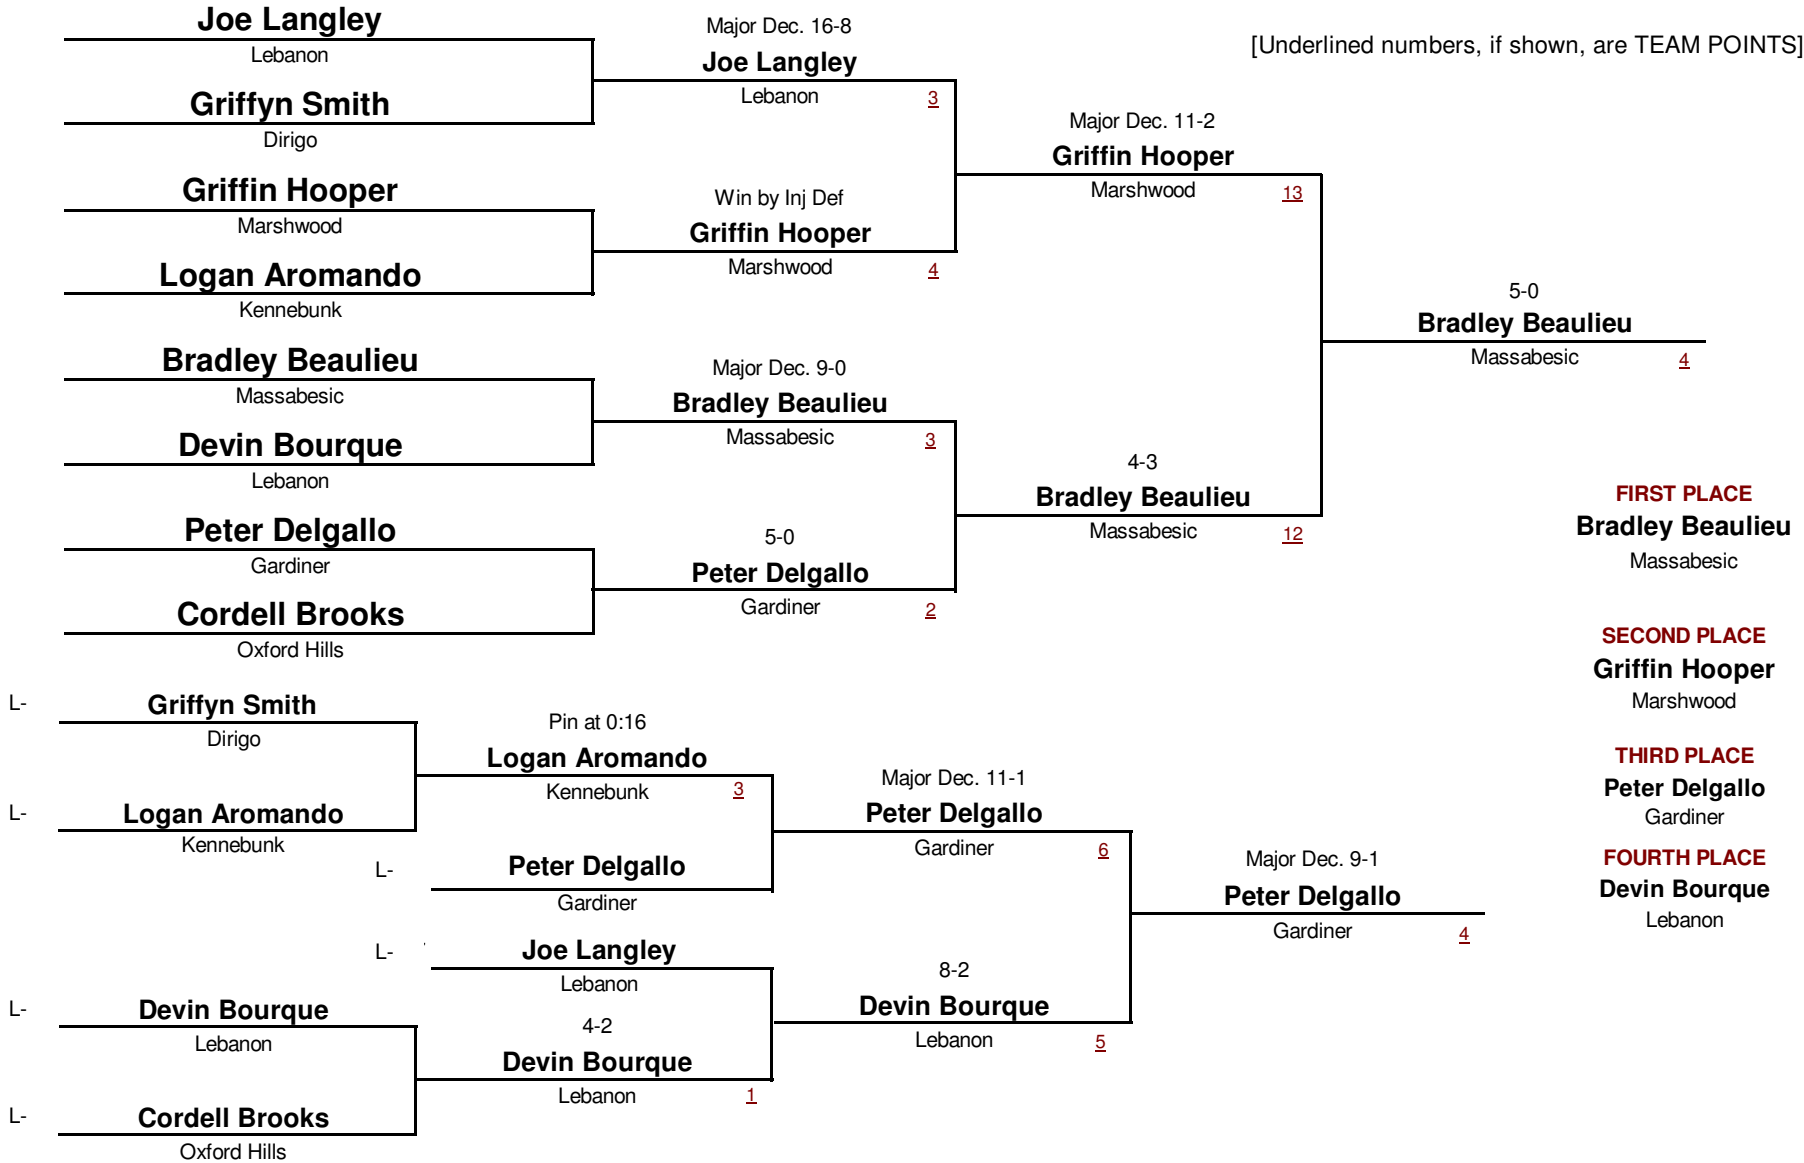 [Underlined numbers, if shown, are TEAM POINTS]
Joe Langley
Lebanon
Griffyn Smith
Dirigo
Griffin Hooper
Marshwood
Logan Aromando
Kennebunk
Bradley Beaulieu
Massabesic
Devin Bourque
Lebanon
Peter Delgallo
Gardiner
Cordell Brooks
Oxford Hills
Major Dec. 16-8
Joe Langley
Lebanon 3
Win by Inj Def
Griffin Hooper
Marshwood 4
Major Dec. 9-0
Bradley Beaulieu
Massabesic 3
5-0
Peter Delgallo
Gardiner 2
Major Dec. 11-2
Griffin Hooper
Marshwood 13
4-3
Bradley Beaulieu
Massabesic 12
5-0
Bradley Beaulieu
Massabesic 4
L- Griffyn Smith
Dirigo
L- Logan Aromando
Kennebunk
L- Devin Bourque
Lebanon
L- Cordell Brooks
Oxford Hills
Pin at 0:16
Logan Aromando
Kennebunk 3
L- Peter Delgallo
Gardiner
L- Joe Langley
Lebanon
4-2
Devin Bourque
Lebanon 1
Major Dec. 11-1
Peter Delgallo
Gardiner 6
8-2
Devin Bourque
Lebanon 5
Major Dec. 9-1
Peter Delgallo
Gardiner 4
FIRST PLACE
Bradley Beaulieu
Massabesic
SECOND PLACE
Griffin Hooper
Marshwood
THIRD PLACE
Peter Delgallo
Gardiner
FOURTH PLACE
Devin Bourque
Lebanon